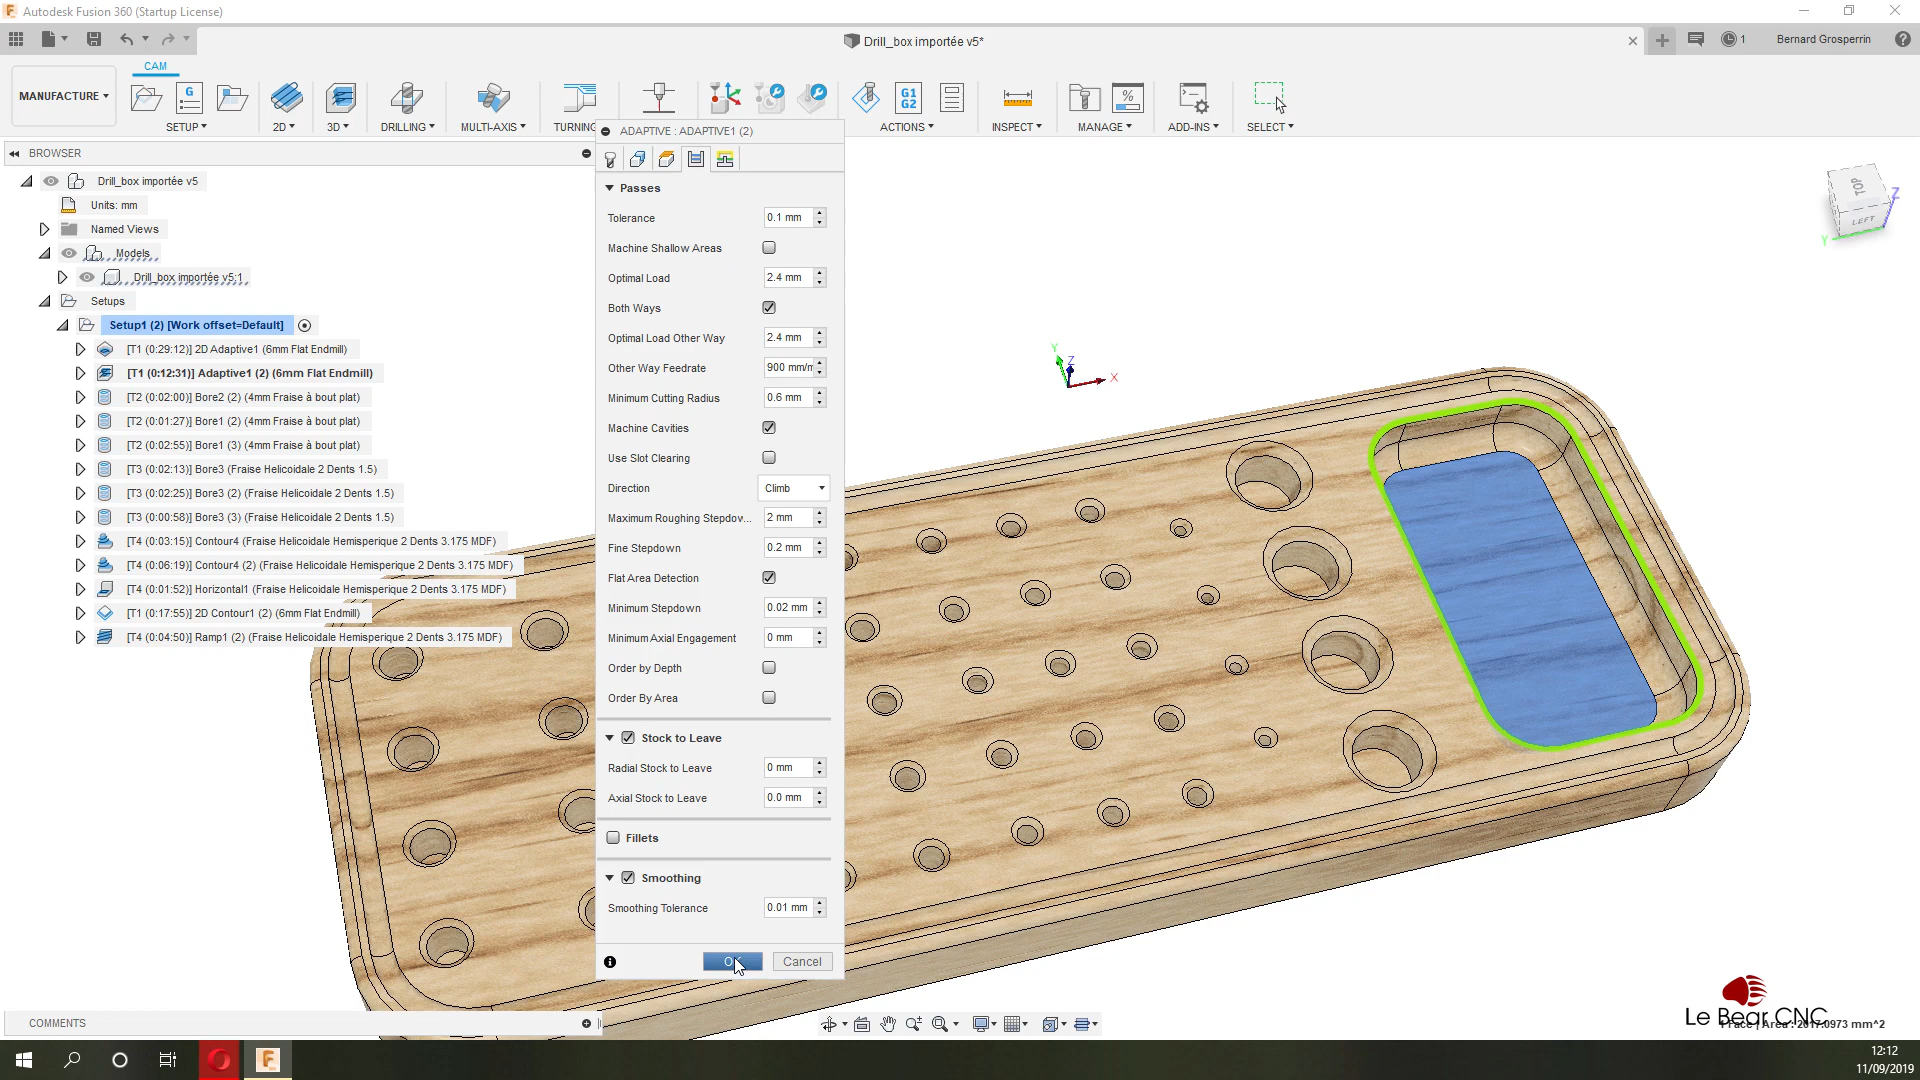 Autodesk Fusion 360 (Startup License)
Drill_box importée v5*
1
Bernard Grosperrin
CAM
MANUFACTURE
SETUP
2D
3D
DRILLING
MULTI-AXIS
TURNING
ACTIONS
INSPECT
MANAGE
ADD-INS
SELECT
G
G1
G2
%
BROWSER
Drill_box importée v5
Units: mm
Named Views
Models
Drill_box importée v5:1
Setups
Setup1 (2) [Work offset=Default]
[T1 (0:29:12)] 2D Adaptive1 (6mm Flat Endmill)
[T1 (0:12:31)] Adaptive1 (2) (6mm Flat Endmill)
[T2 (0:02:00)] Bore2 (2) (4mm Fraise à bout plat)
[T2 (0:01:27)] Bore1 (2) (4mm Fraise à bout plat)
[T2 (0:02:55)] Bore1 (3) (4mm Fraise à bout plat)
[T3 (0:02:13)] Bore3 (Fraise Helicoidale 2 Dents 1.5)
[T3 (0:02:25)] Bore3 (2) (Fraise Helicoidale 2 Dents 1.5)
[T3 (0:00:58)] Bore3 (3) (Fraise Helicoidale 2 Dents 1.5)
[T4 (0:03:15)] Contour4 (Fraise Helicoidale Hemisperique 2 Dents 3.175 MDF)
[T4 (0:06:19)] Contour4 (2) (Fraise Helicoidale Hemisperique 2 Dents 3.175 MDF)
[T4 (0:01:52)] Horizontal1 (Fraise Helicoidale Hemisperique 2 Dents 3.175 MDF)
[T1 (0:17:55)] 2D Contour1 (2) (6mm Flat Endmill)
[T4 (0:04:50)] Ramp1 (2) (Fraise Helicoidale Hemisperique 2 Dents 3.175 MDF)
ADAPTIVE : ADAPTIVE1 (2)
Passes
Tolerance 0.1 mm
Machine Shallow Areas
Optimal Load 2.4 mm
Both Ways
Optimal Load Other Way 2.4 mm
Other Way Feedrate 900 mm/
Minimum Cutting Radius 0.6 mm
Machine Cavities
Use Slot Clearing
Direction Climb
Maximum Roughing Stepdow... 2 mm
Fine Stepdown 0.2 mm
Flat Area Detection
Minimum Stepdown 0.02 mm
Minimum Axial Engagement 0 mm
Order by Depth
Order By Area
Stock to Leave
Radial Stock to Leave 0 mm
Axial Stock to Leave 0.0 mm
Fillets
Smoothing
Smoothing Tolerance 0.01 mm
OK Cancel
TOP
LEFT
Z
Y
Y
Z
X
Le Bear CNC
1 Face | Area : 2017.0973 mm^2
COMMENTS
12:12
11/09/2019